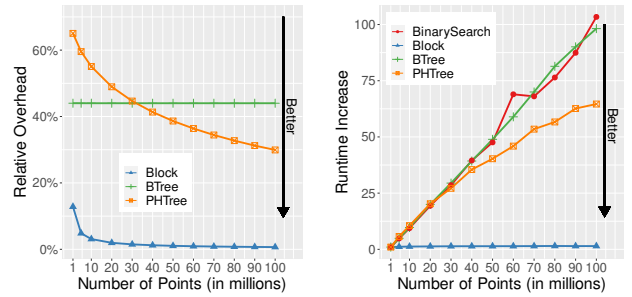 Relative Overhead
60%
40%
20%
0%
Better
Block
BTree
PHTree
1 10 20 30 40 50 60 70 80 90 100
Number of Points (in millions)
Runtime Increase
100
75
50
25
0
BinarySearch
Block
BTree
PHTree
Better
1 10 20 30 40 50 60 70 80 90 100
Number of Points (in millions)